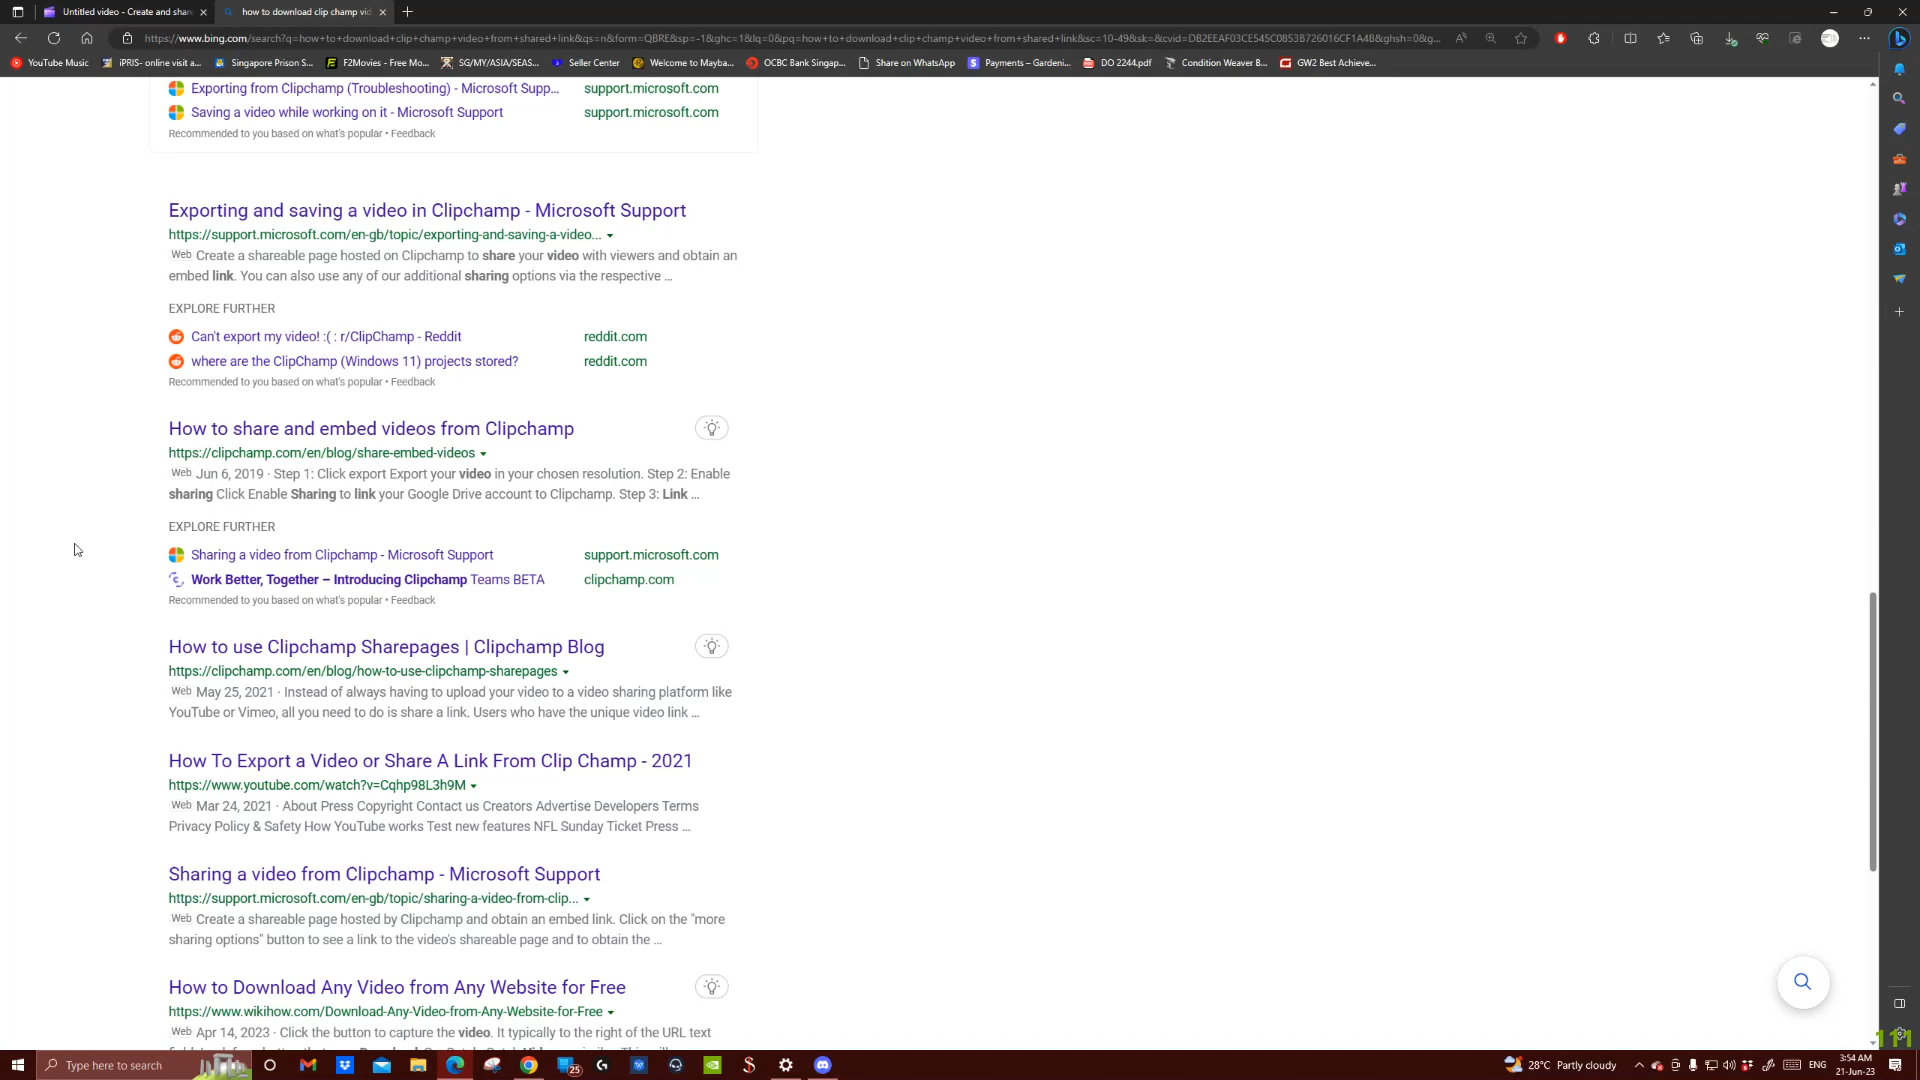 Untitled video - Create and shar
how to download clip champ vid
https://www.bing.com/search?q=how+to+download+clip+champ+video+from+shared+link&qs=n&form=QBRE&sp=-1&ghc=1&lq=0&pq=how+to+download+clip+champ+video+from+shared+link&sc=10-49&sk=&cvid=DB2EEAF03CE545C0853B726016CF1A4B&ghsh=0&g...
YouTube Music
iPRIS- online visit a...
Singapore Prison S...
F2Movies - Free Mo...
SG/MY/ASIA/SEAS...
Seller Center
Welcome to Mayba...
OCBC Bank Singap...
Share on WhatsApp
Payments – Gardeni...
DO 2244.pdf
Condition Weaver B...
GW2 Best Achieve...
Exporting from Clipchamp (Troubleshooting) - Microsoft Supp... support.microsoft.com
Saving a video while working on it - Microsoft Support support.microsoft.com
Recommended to you based on what's popular • Feedback
Exporting and saving a video in Clipchamp - Microsoft Support
https://support.microsoft.com/en-gb/topic/exporting-and-saving-a-video...
Web Create a shareable page hosted on Clipchamp to share your video with viewers and obtain an
embed link. You can also use any of our additional sharing options via the respective ...
EXPLORE FURTHER
Can't export my video! :( : r/ClipChamp - Reddit reddit.com
where are the ClipChamp (Windows 11) projects stored? reddit.com
Recommended to you based on what's popular • Feedback
How to share and embed videos from Clipchamp
https://clipchamp.com/en/blog/share-embed-videos
Web Jun 6, 2019 · Step 1: Click export Export your video in your chosen resolution. Step 2: Enable
sharing Click Enable Sharing to link your Google Drive account to Clipchamp. Step 3: Link ...
EXPLORE FURTHER
Sharing a video from Clipchamp - Microsoft Support support.microsoft.com
Work Better, Together – Introducing Clipchamp Teams BETA clipchamp.com
Recommended to you based on what's popular • Feedback
How to use Clipchamp Sharepages | Clipchamp Blog
https://clipchamp.com/en/blog/how-to-use-clipchamp-sharepages
Web May 25, 2021 · Instead of always having to upload your video to a video sharing platform like
YouTube or Vimeo, all you need to do is share a link. Users who have the unique video link ...
How To Export a Video or Share A Link From Clip Champ - 2021
https://www.youtube.com/watch?v=Cqhp98L3h9M
Web Mar 24, 2021 · About Press Copyright Contact us Creators Advertise Developers Terms
Privacy Policy & Safety How YouTube works Test new features NFL Sunday Ticket Press ...
Sharing a video from Clipchamp - Microsoft Support
https://support.microsoft.com/en-gb/topic/sharing-a-video-from-clip...
Web Create a shareable page hosted by Clipchamp and obtain an embed link. Click on the "more
sharing options" button to see a link to the video's shareable page and to obtain the ...
How to Download Any Video from Any Website for Free
https://www.wikihow.com/Download-Any-Video-from-Any-Website-for-Free
Web Apr 14, 2023 · Click the button to capture the video. It typically to the right of the URL text
111
Type here to search
25
28°C Partly cloudy
ENG
3:54 AM
21-Jun-23